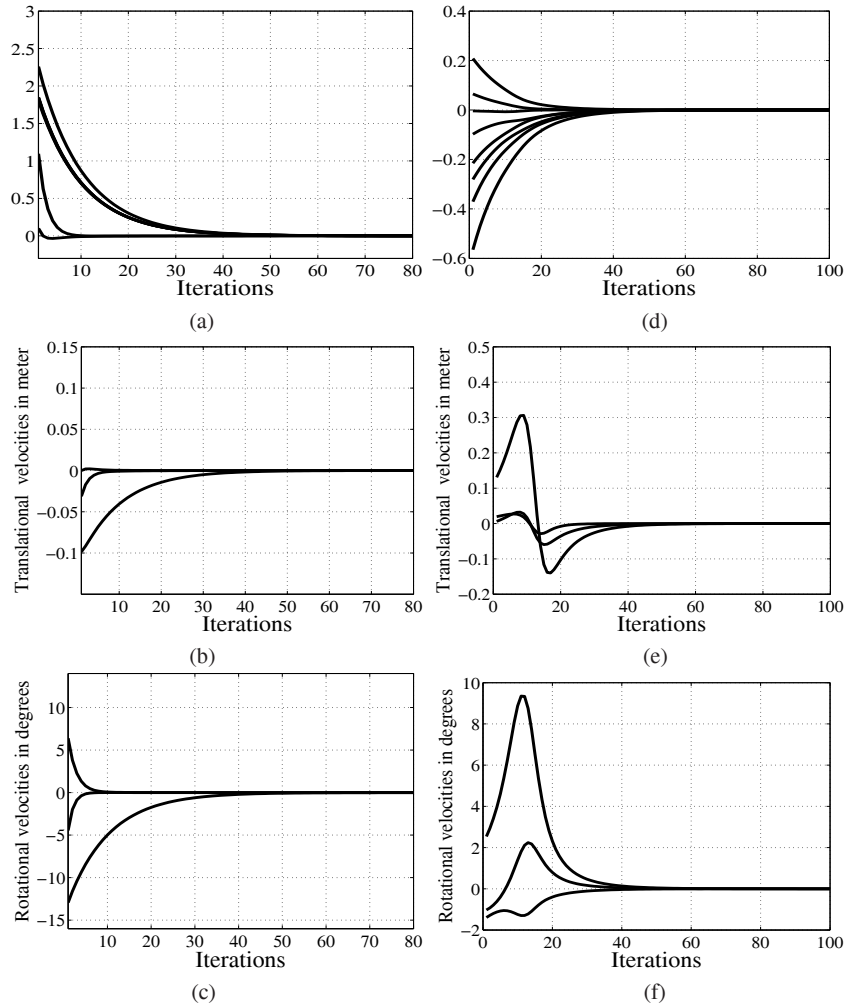 3
2.5
2
1.5
1
0.5
0
10 20 30 40 50 60 70 80
Iterations
(a)
0.4
0.2
0
−0.2
−0.4
−0.6
0 20 40 60 80 100
Iterations
(d)
Translational velocities in meter
0.15
0.1
0.05
0
−0.05
−0.1
10 20 30 40 50 60 70 80
Iterations
(b)
Translational velocities in meter
0.5
0.4
0.3
0.2
0.1
0
−0.1
−0.2
0 20 40 60 80 100
Iterations
(e)
Rotational velocities in degrees
10
5
0
−5
−10
−15
10 20 30 40 50 60 70 80
Iterations
(c)
Rotational velocities in degrees
10
8
6
4
2
0
−2
0 20 40 60 80 100
Iterations
(f)